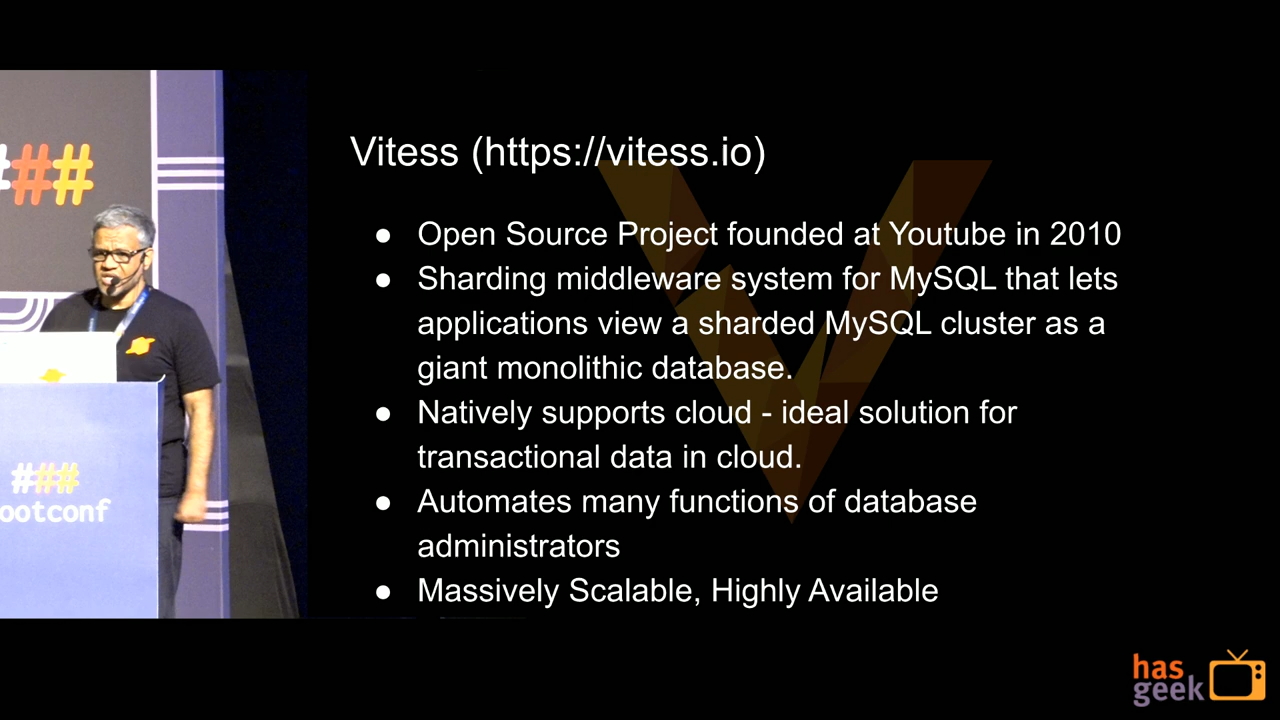 ###
###
ootconf
Vitess (https://vitess.io)
● Open Source Project founded at Youtube in 2010
● Sharding middleware system for MySQL that lets
applications view a sharded MySQL cluster as a
giant monolithic database.
● Natively supports cloud - ideal solution for
transactional data in cloud.
● Automates many functions of database
administrators
● Massively Scalable, Highly Available
has
geek